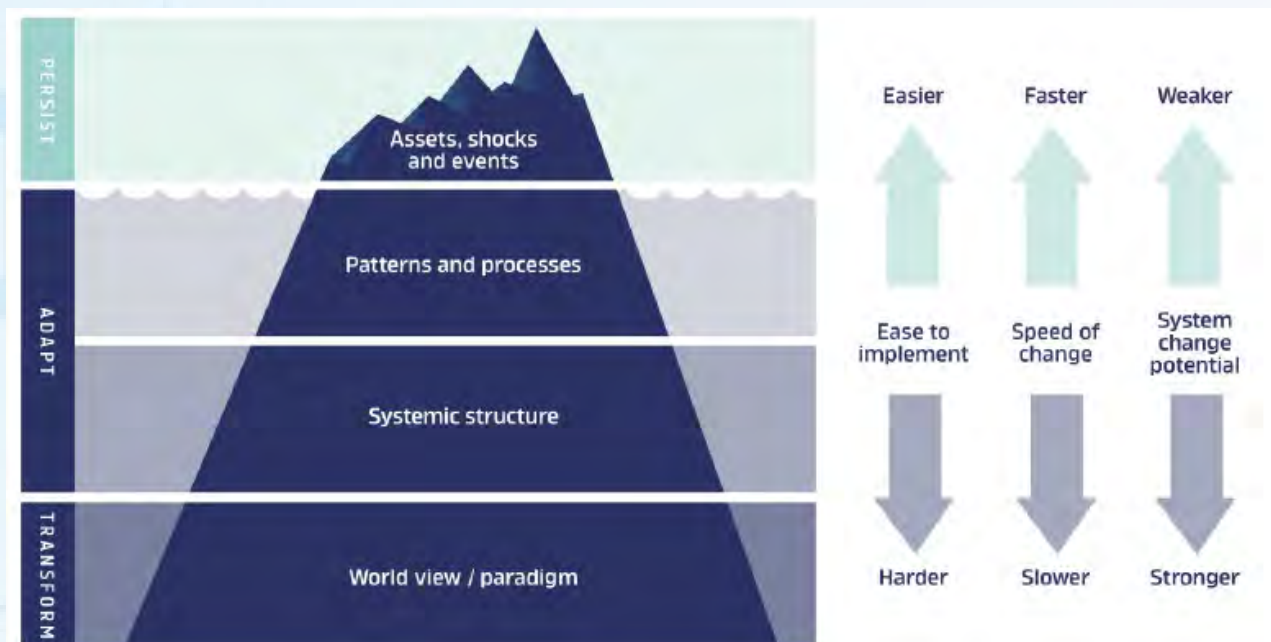 PERSIST
Assets, shocks
and events
ADAPT
Patterns and processes
Systemic structure
TRANSFORM
World view / paradigm
Easier
Faster
Weaker
Ease to
implement
Speed of
change
System
change
potential
Harder
Slower
Stronger